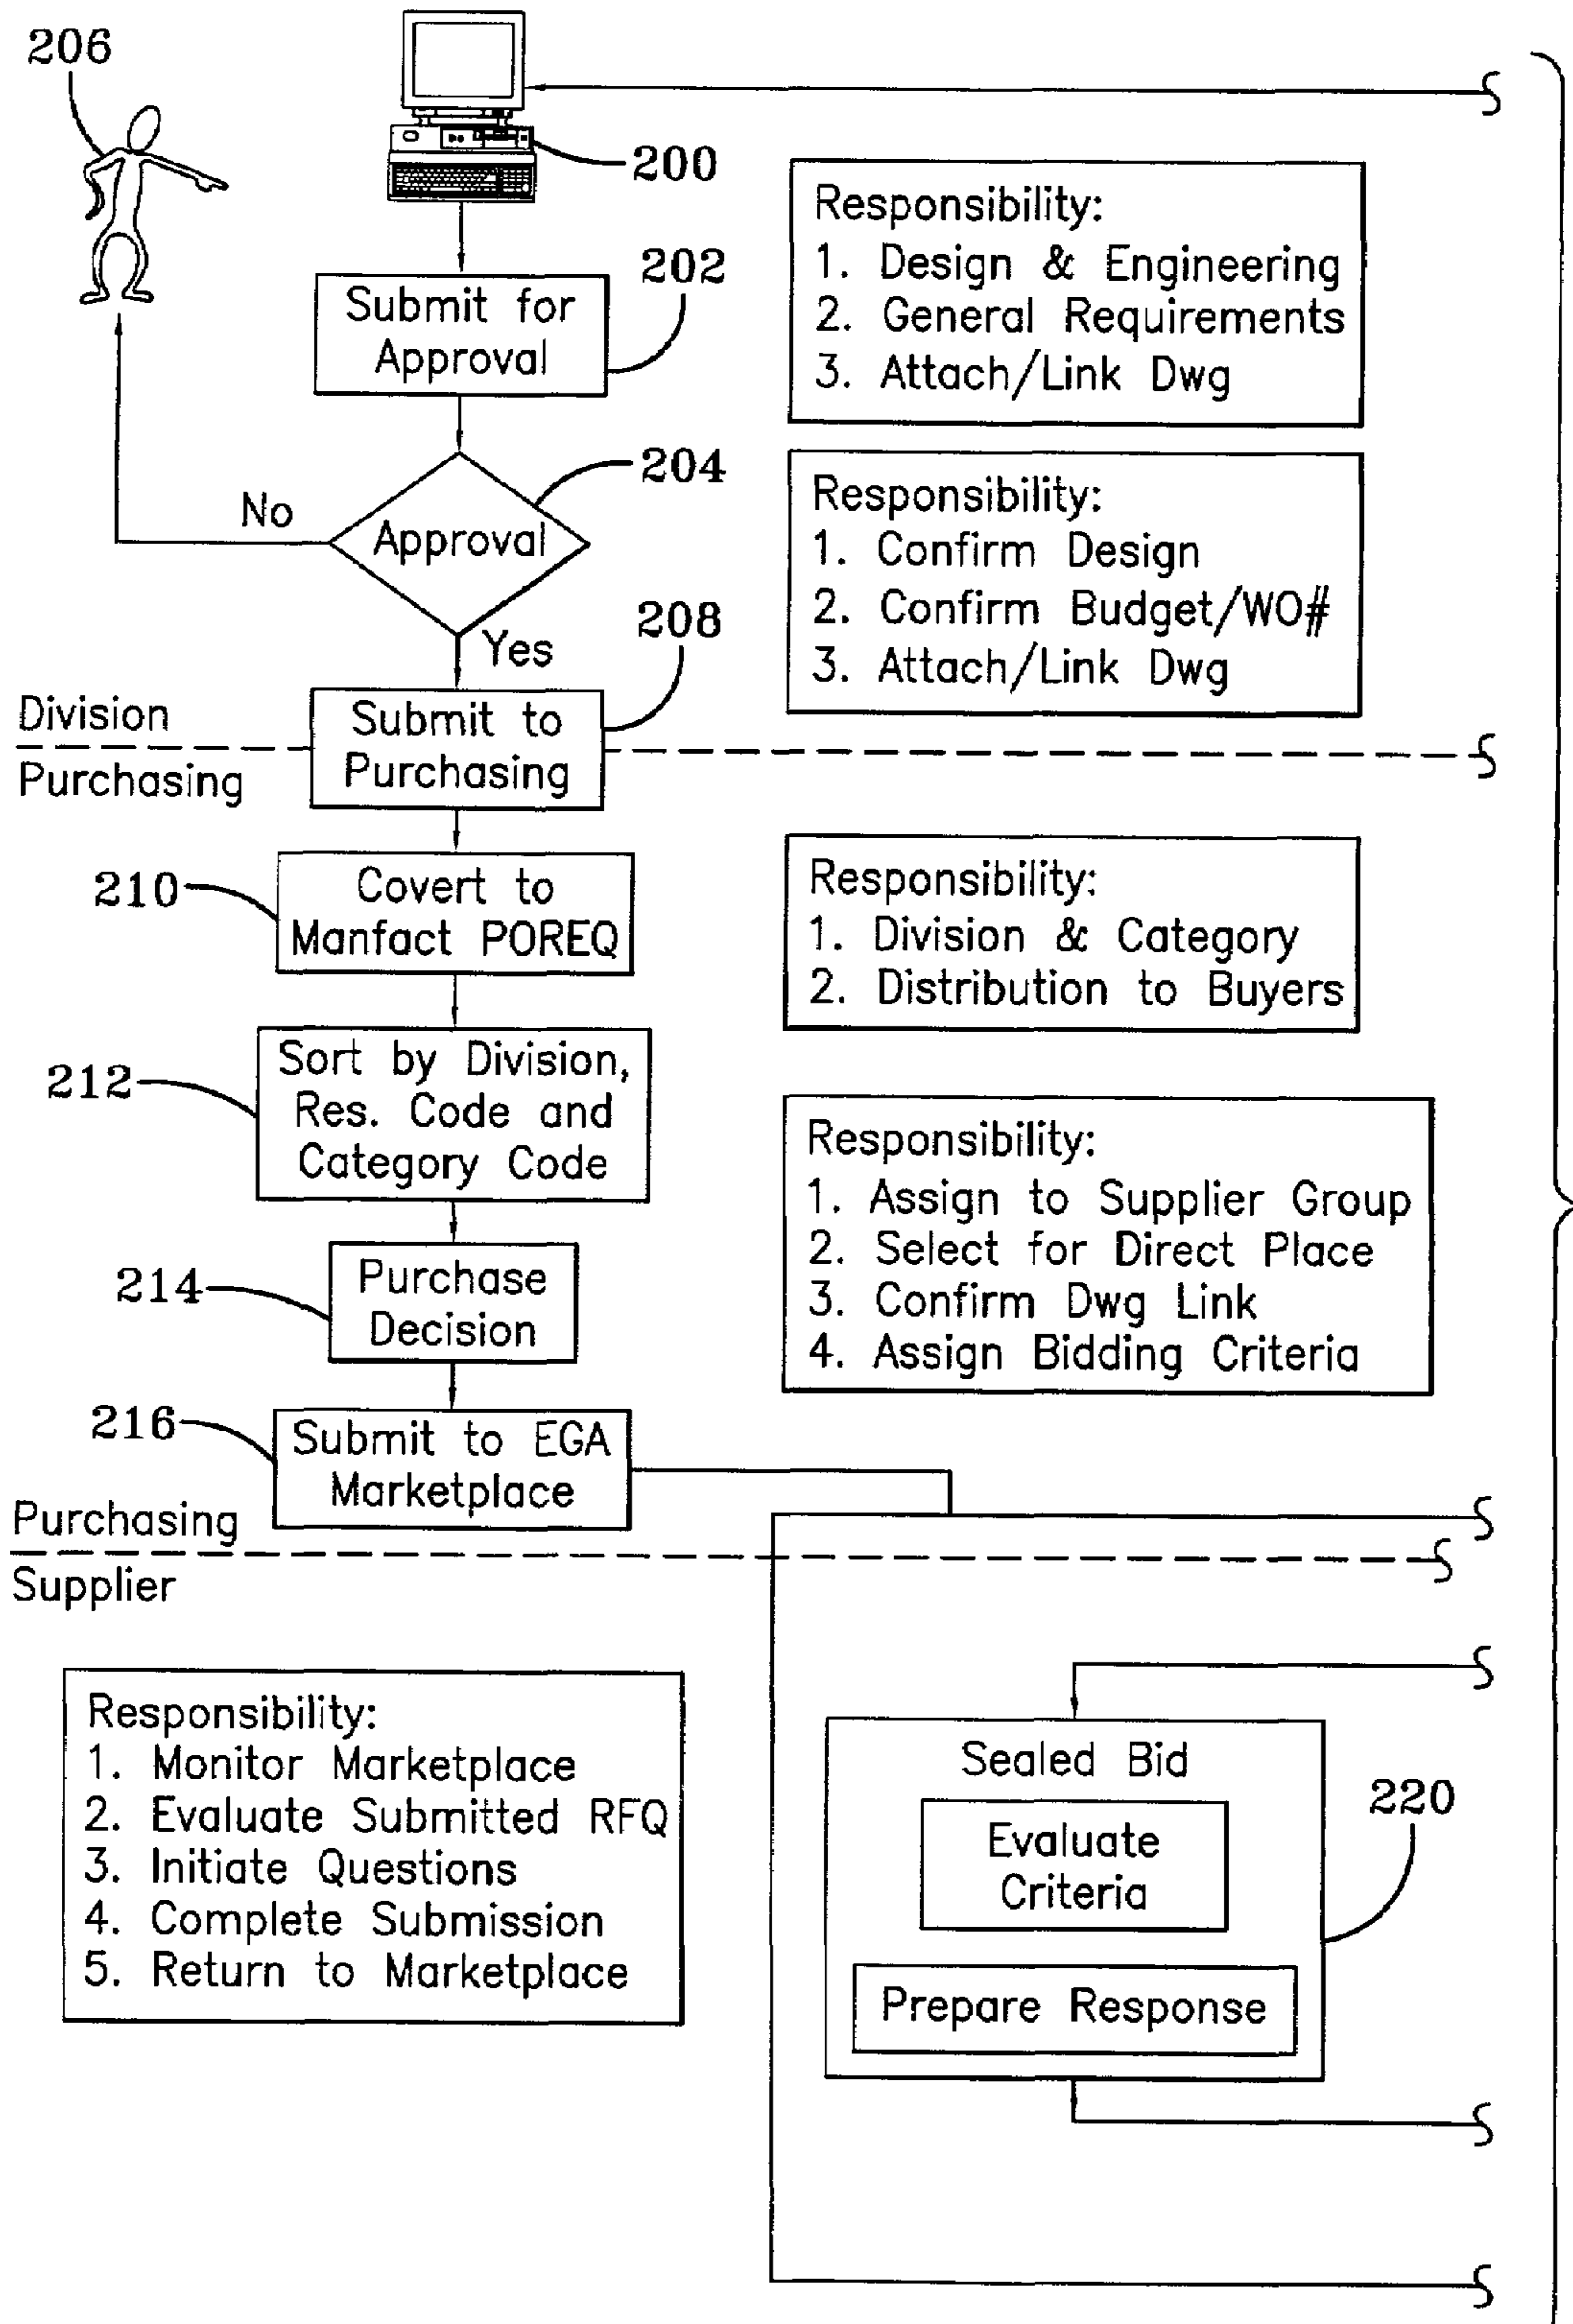 206
200
Responsibility:
1. Design & Engineering
2. General Requirements
3. Attach/Link Dwg
202
Submit for
Approval
204
No
Approval
Yes
Responsibility:
1. Confirm Design
2. Confirm Budget/WO#
3. Attach/Link Dwg
208
Division
Submit to
Purchasing
Purchasing
210
Covert to
Manfact POREQ
Responsibility:
1. Division & Category
2. Distribution to Buyers
212
Sort by Division,
Res. Code and
Category Code
Responsibility:
1. Assign to Supplier Group
2. Select for Direct Place
3. Confirm Dwg Link
4. Assign Bidding Criteria
214
Purchase
Decision
216
Submit to EGA
Marketplace
Purchasing
Supplier
Responsibility:
1. Monitor Marketplace
2. Evaluate Submitted RFQ
3. Initiate Questions
4. Complete Submission
5. Return to Marketplace
Sealed Bid
220
Evaluate
Criteria
Prepare Response